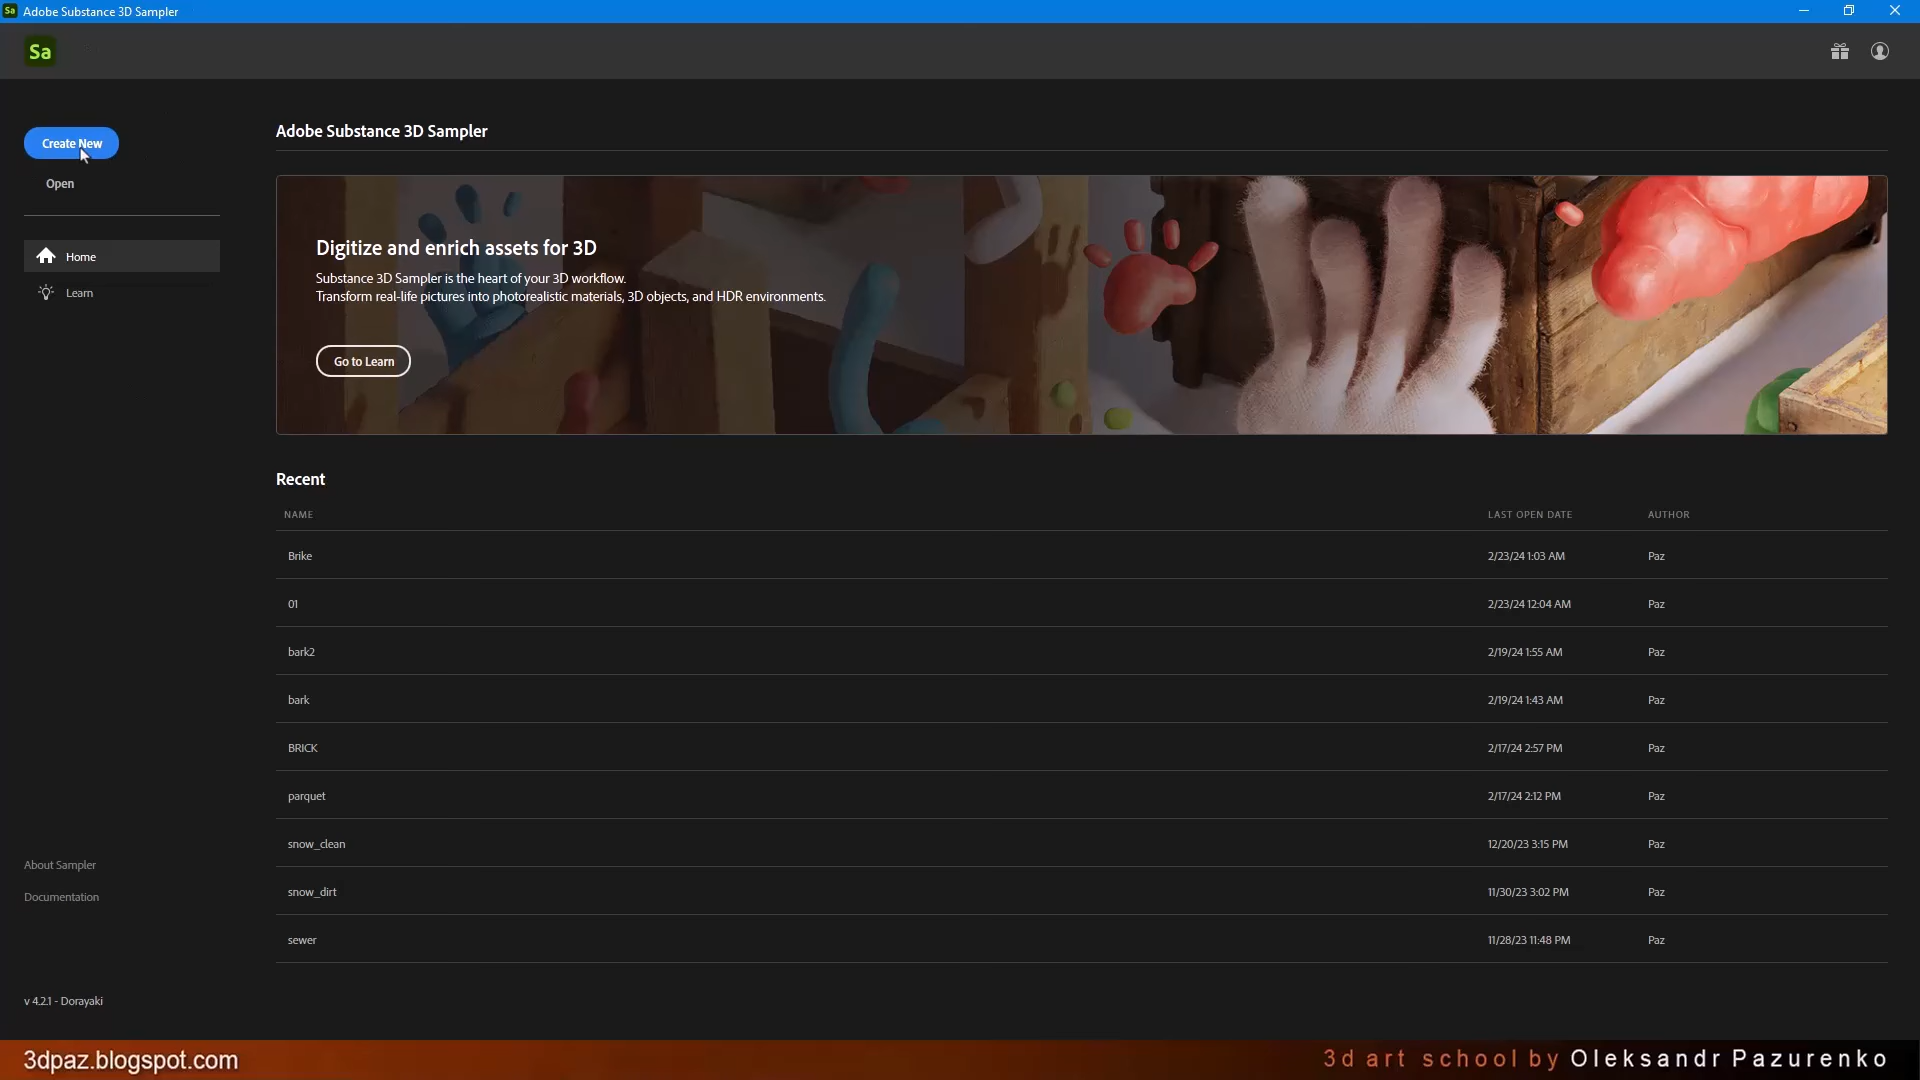 Sa Adobe Substance 3D Sampler
Sa
Create New
Open
Home
Learn
Adobe Substance 3D Sampler
Digitize and enrich assets for 3D
Substance 3D Sampler is the heart of your 3D workflow.
Transform real-life pictures into photorealistic materials, 3D objects, and HDR environments.
Go to Learn
Recent
NAME LAST OPEN DATE AUTHOR
Brike 2/23/24 1:03 AM Paz
01 2/23/24 12:04 AM Paz
bark2 2/19/24 1:55 AM Paz
bark 2/19/24 1:43 AM Paz
BRICK 2/17/24 2:57 PM Paz
parquet 2/17/24 2:12 PM Paz
snow_clean 12/20/23 3:15 PM Paz
snow_dirt 11/30/23 3:02 PM Paz
sewer 11/28/23 11:48 PM Paz
About Sampler
Documentation
v 4.2.1 - Dorayaki
3dpaz.blogspot.com
3d art school by Oleksandr Pazurenko